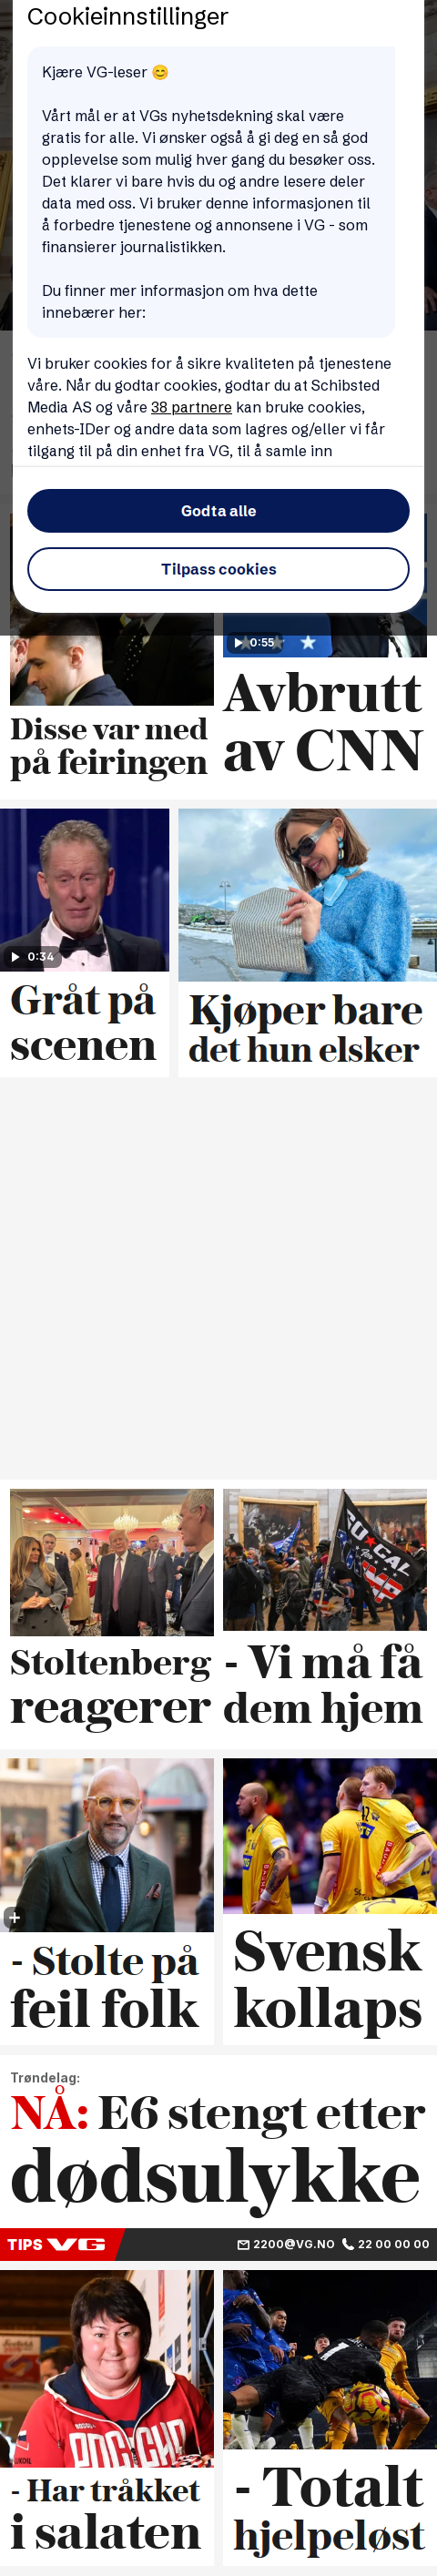 Cookieinnstillinger
Kjære VG-leser 😊
Vårt mål er at VGs nyhetsdekning skal være
gratis for alle. Vi ønsker også å gi deg en så god
opplevelse som mulig hver gang du besøker oss.
Det klarer vi bare hvis du og andre lesere deler
data med oss. Vi bruker denne informasjonen til
å forbedre tjenestene og annonsene i VG - som
finansierer journalistikken.
Du finner mer informasjon om hva dette
innebærer her:
Vi bruker cookies for å sikre kvaliteten på tjenestene
våre. Når du godtar cookies, godtar du at Schibsted
Media AS og våre 38 partnere kan bruke cookies,
enhets-IDer og andre data som lagres og/eller vi får
tilgang til på din enhet fra VG, til å samle inn
Godta alle
Tilpass cookies
0:55
Disse var med
på feiringen
Avbrutt
av CNN
0:34
Gråt på
scenen
Kjøper bare
det hun elsker
Stoltenberg
reagerer
- Vi må få
dem hjem
- Stolte på
feil folk
Svensk
kollaps
Trøndelag:
NÅ: E6 stengt etter
dødsulykke
TIPS VG
2200@VG.NO 22 00 00 00
- Har tråkket
i salaten
- Totalt
hjelpeløst